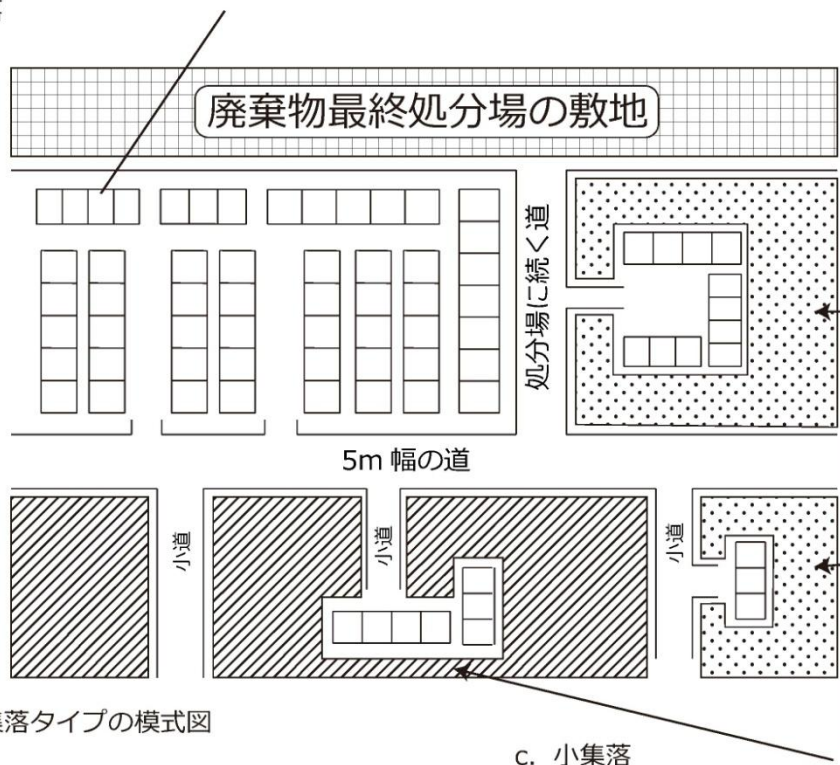 廃棄物最終処分場の敷地
処分場に続く道
5m 幅の道
小道
小道
小道
落タイプの模式図
c. 小集落